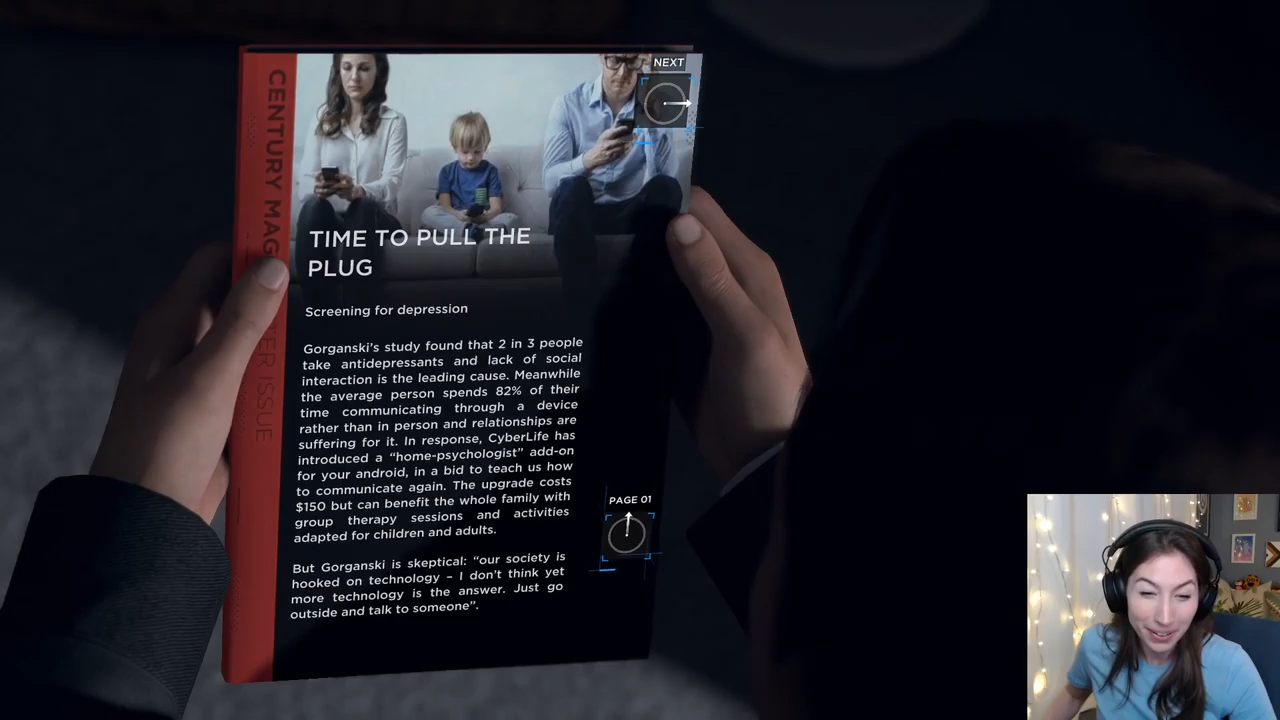 NEXT
CENTURY MAG
TER ISSUE
TIME TO PULL THE
PLUG
Screening for depression
Gorganski's study found that 2 in 3 people
take antidepressants and lack of social
interaction is the leading cause. Meanwhile
the average person spends 82% of their
time communicating through a device
rather than in person and relationships are
suffering for it. In response, CyberLife has
introduced a “home-psychologist” add-on
for your android, in a bid to teach us how
to communicate again. The upgrade costs
$150 but can benefit the whole family with
group therapy sessions and activities
adapted for children and adults.
PAGE 01
But Gorganski is skeptical: “our society is
hooked on technology – I don't think yet
more technology is the answer. Just go
outside and talk to someone”.